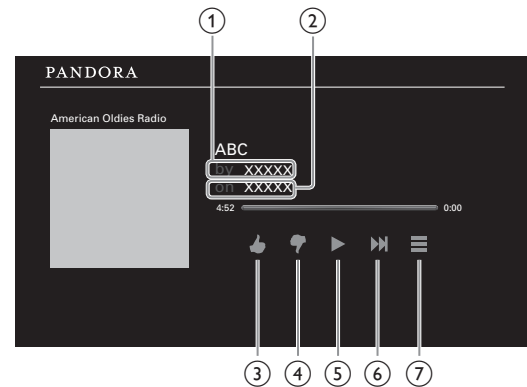 ① ②
PANDORA
American Oldies Radio
ABC
by XXXXX
on XXXXX
4:52 0:00
③ ④ ⑤ ⑥ ⑦